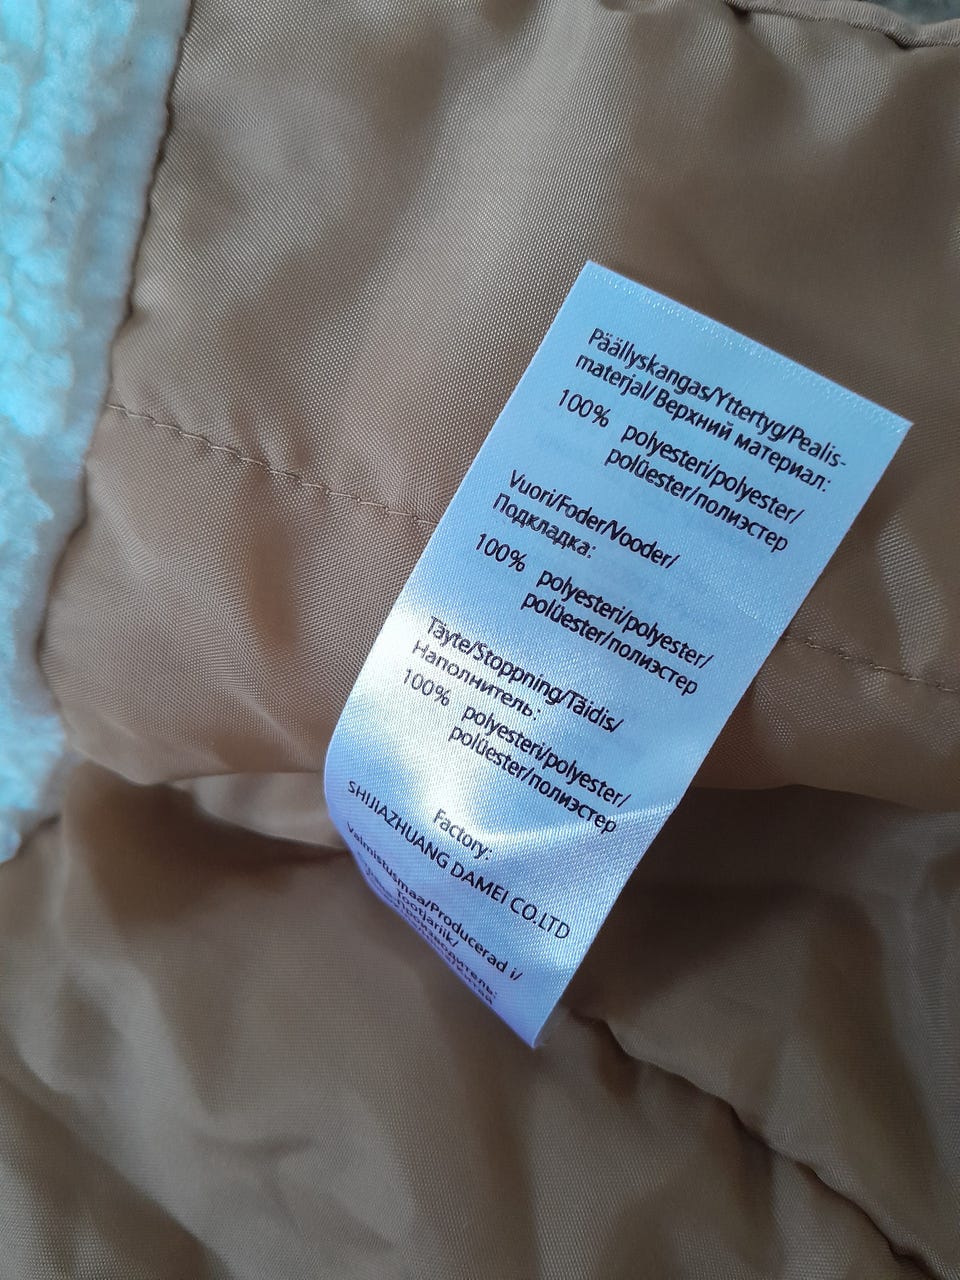 Päällyskangas/Yttertyg/Pealis-
materjal/Верхний материал:
100% polyesteri/polyester/
polüester/полиэстер
Vuori/Foder/Vooder/
Подкладка:
100% polyesteri/polyester/
polüester/полиэстер
Täyte/Stoppning/Täidis/
Наполнитель:
100% polyesteri/polyester/
polüester/полиэстер
Factory:
SHIJIAZHUANG DAMEI CO.LTD
Valmistusmaa/Producerad i/
Tootjariik/